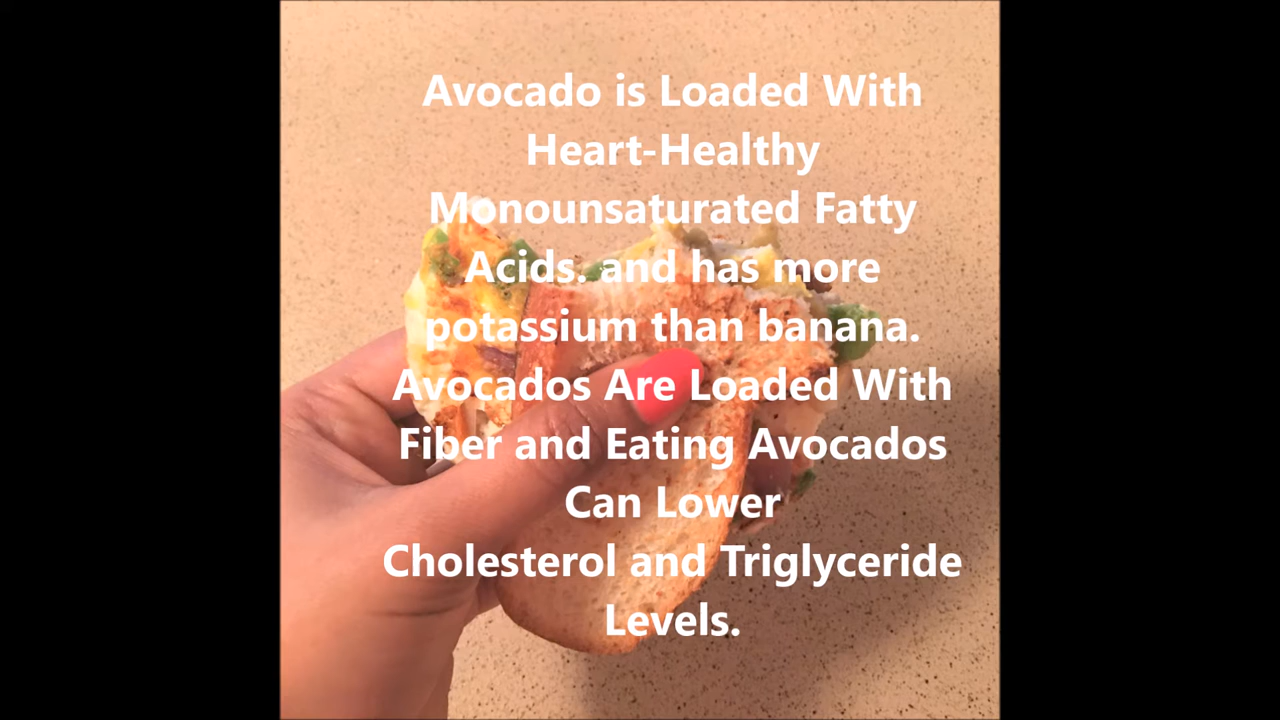 Avocado is Loaded With
Heart-Healthy
Monounsaturated Fatty
Acids. and has more
potassium than banana.
Avocados Are Loaded With
Fiber and Eating Avocados
Can Lower
Cholesterol and Triglyceride
Levels.